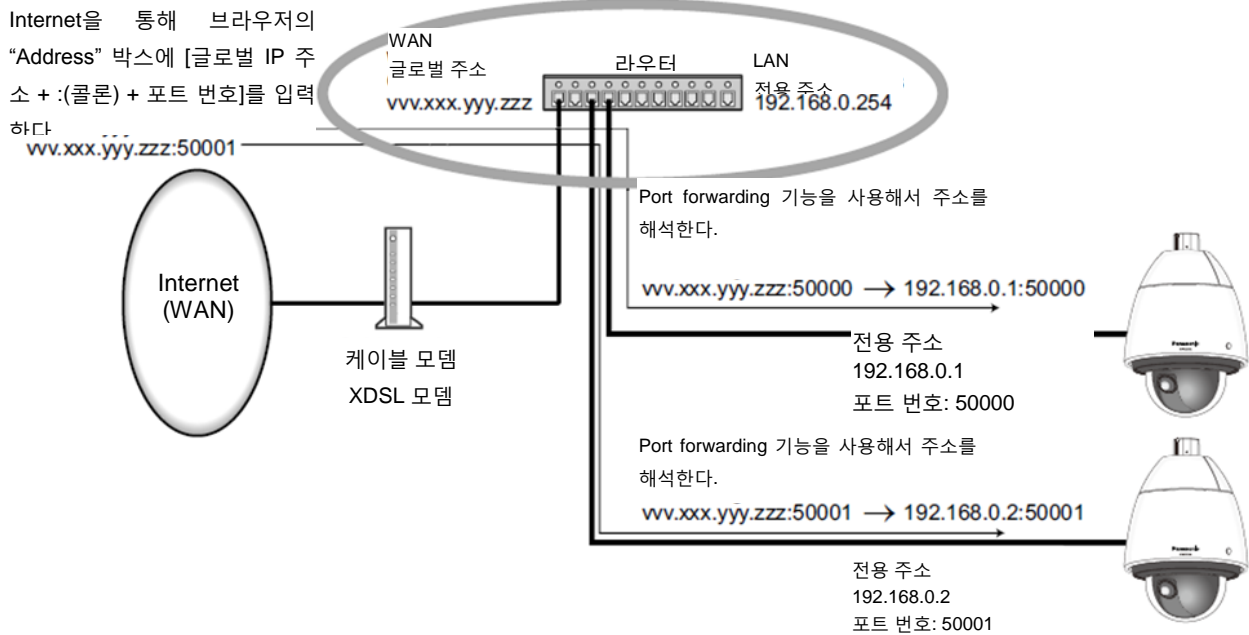 Internet을 통해 브라우저의
“Address” 박스에 [글로벌 IP 주
소 + :(콜론) + 포트 번호]를 입력
한다
vvv.xxx.yyy.zzz:50001
WAN
글로벌 주소
vvv.xxx.yyy.zzz
라우터
LAN
전용 주소
192.168.0.254
Port forwarding 기능을 사용해서 주소를
해석한다.
vvv.xxx.yyy.zzz:50000 → 192.168.0.1:50000
Internet
(WAN)
케이블 모뎀
XDSL 모뎀
전용 주소
192.168.0.1
포트 번호: 50000
Port forwarding 기능을 사용해서 주소를
해석한다.
vvv.xxx.yyy.zzz:50001 → 192.168.0.2:50001
전용 주소
192.168.0.2
포트 번호: 50001
Panasonic
Panasonic